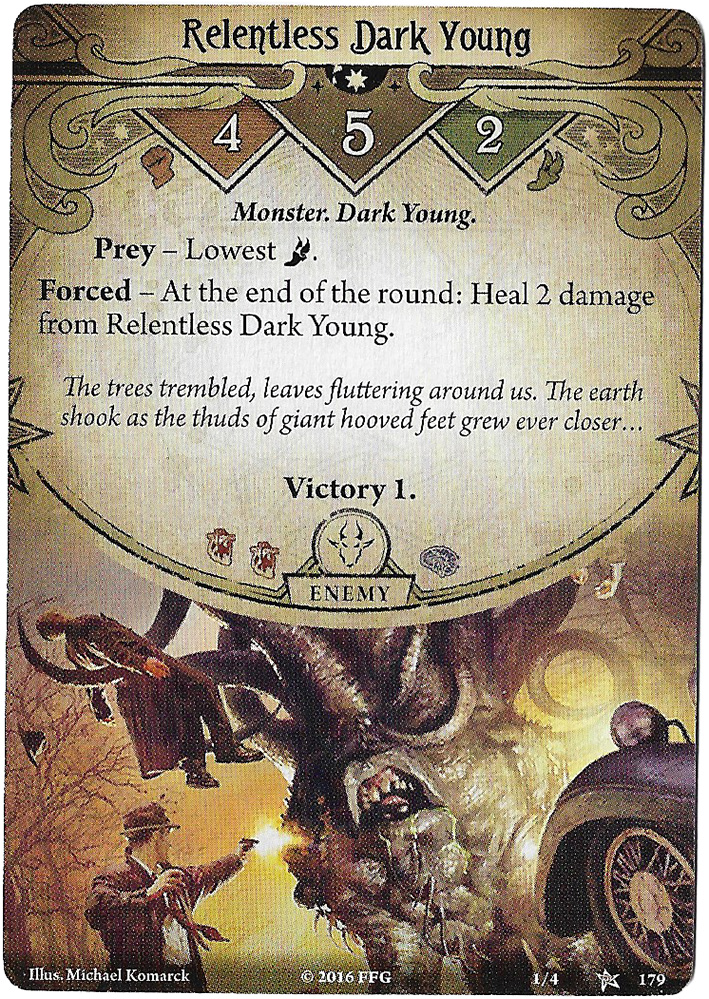 Relentless Dark Young
4 5 2
Monster. Dark Young.
Prey – Lowest .
Forced – At the end of the round: Heal 2 damage
from Relentless Dark Young.
The trees trembled, leaves fluttering around us. The earth
shook as the thuds of giant hooved feet grew ever closer…
Victory 1.
ENEMY
Illus. Michael Komarck © 2016 FFG 1/4 179